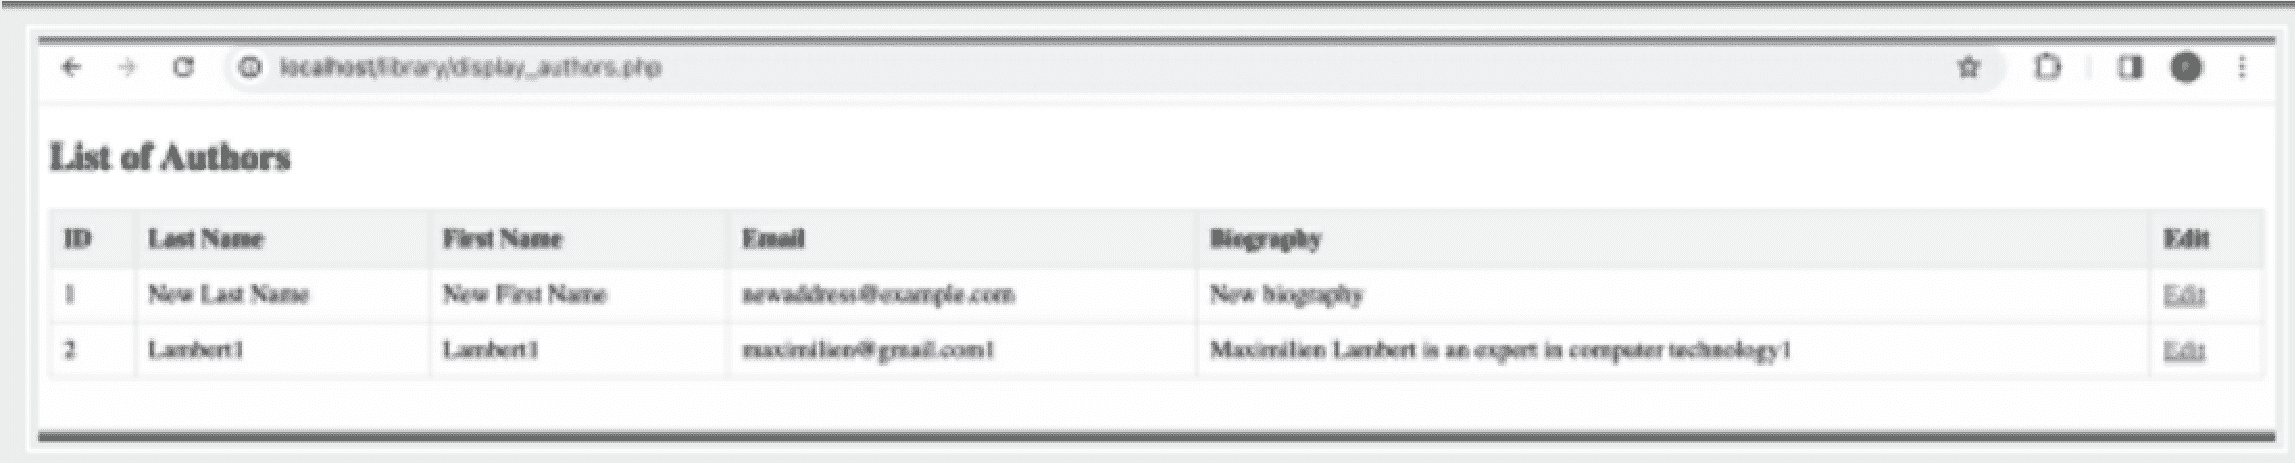 localhost/library/display_authors.php
List of Authors
ID Last Name First Name Email Biography Edit
1 New Last Name New First Name newaddress@example.com New biography Edit
2 Lambert1 Lambert1 maximilien@gmail.com1 Maximilien Lambert is an expert in computer technology1 Edit